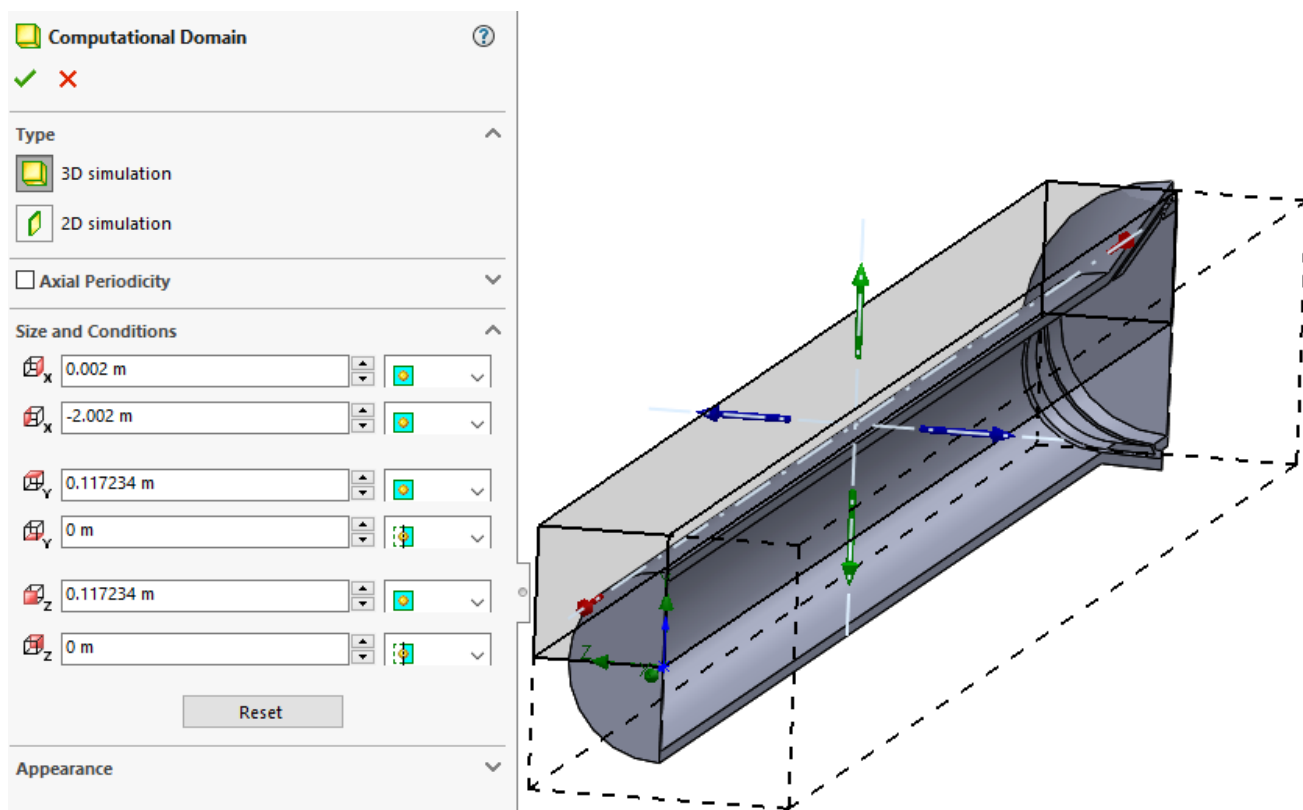 Computational Domain
?
Type
3D simulation
2D simulation
Axial Periodicity
Size and Conditions
X 0.002 m
X -2.002 m
Y 0.117234 m
Y 0 m
Z 0.117234 m
Z 0 m
Reset
Appearance
Y
Z
X